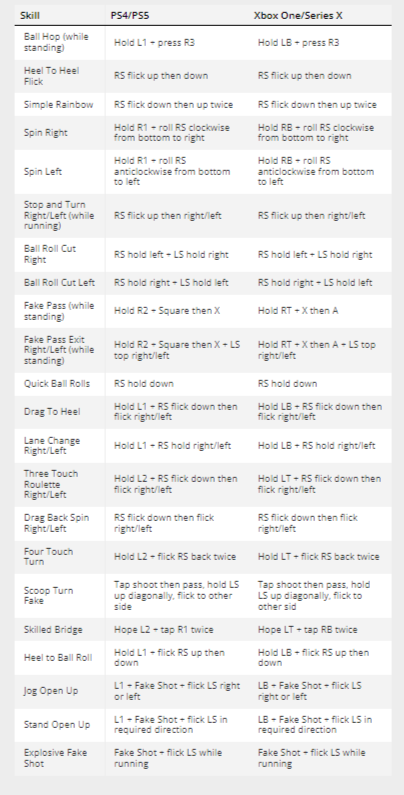 Skill PS4/PS5 Xbox One/Series X
Ball Hop (while standing) Hold L1 + press R3 Hold LB + press R3
Heel To Heel Flick RS flick up then down RS flick up then down
Simple Rainbow RS flick down then up twice RS flick down then up twice
Spin Right Hold R1 + roll RS clockwise from bottom to right Hold RB + roll RS clockwise from bottom to right
Spin Left Hold R1 + roll RS anticlockwise from bottom to left Hold RB + roll RS anticlockwise from bottom to left
Stop and Turn Right/Left (while running) RS flick up then right/left RS flick up then right/left
Ball Roll Cut Right RS hold left + LS hold right RS hold left + LS hold right
Ball Roll Cut Left RS hold right + LS hold left RS hold right + LS hold left
Fake Pass (while standing) Hold R2 + Square then X Hold RT + X then A
Fake Pass Exit Right/Left (while standing) Hold R2 + Square then X + LS top right/left Hold RT + X then A + LS top right/left
Quick Ball Rolls RS hold down RS hold down
Drag To Heel Hold L1 + RS flick down then flick right/left Hold LB + RS flick down then flick right/left
Lane Change Right/Left Hold L1 + RS hold right/left Hold LB + RS hold right/left
Three Touch Roulette Right/Left Hold L2 + RS flick down then flick right/left Hold LT + RS flick down then flick right/left
Drag Back Spin Right/Left RS flick down then flick right/left RS flick down then flick right/left
Four Touch Turn Hold L2 + flick RS back twice Hold LT + flick RS back twice
Scoop Turn Fake Tap shoot then pass, hold LS up diagonally, flick to other side Tap shoot then pass, hold LS up diagonally, flick to other sid
Skilled Bridge Hope L2 + tap R1 twice Hope LT + tap RB twice
Heel to Ball Roll Hold L1 + flick RS up then down Hold LB + flick RS up then down
Jog Open Up L1 + Fake Shot + flick LS right or left LB + Fake Shot + flick LS right or left
Stand Open Up L1 + Fake Shot + flick LS in required direction LB + Fake Shot + flick LS in required direction
Explosive Fake Shot Fake Shot + flick LS while running Fake Shot + flick LS while running